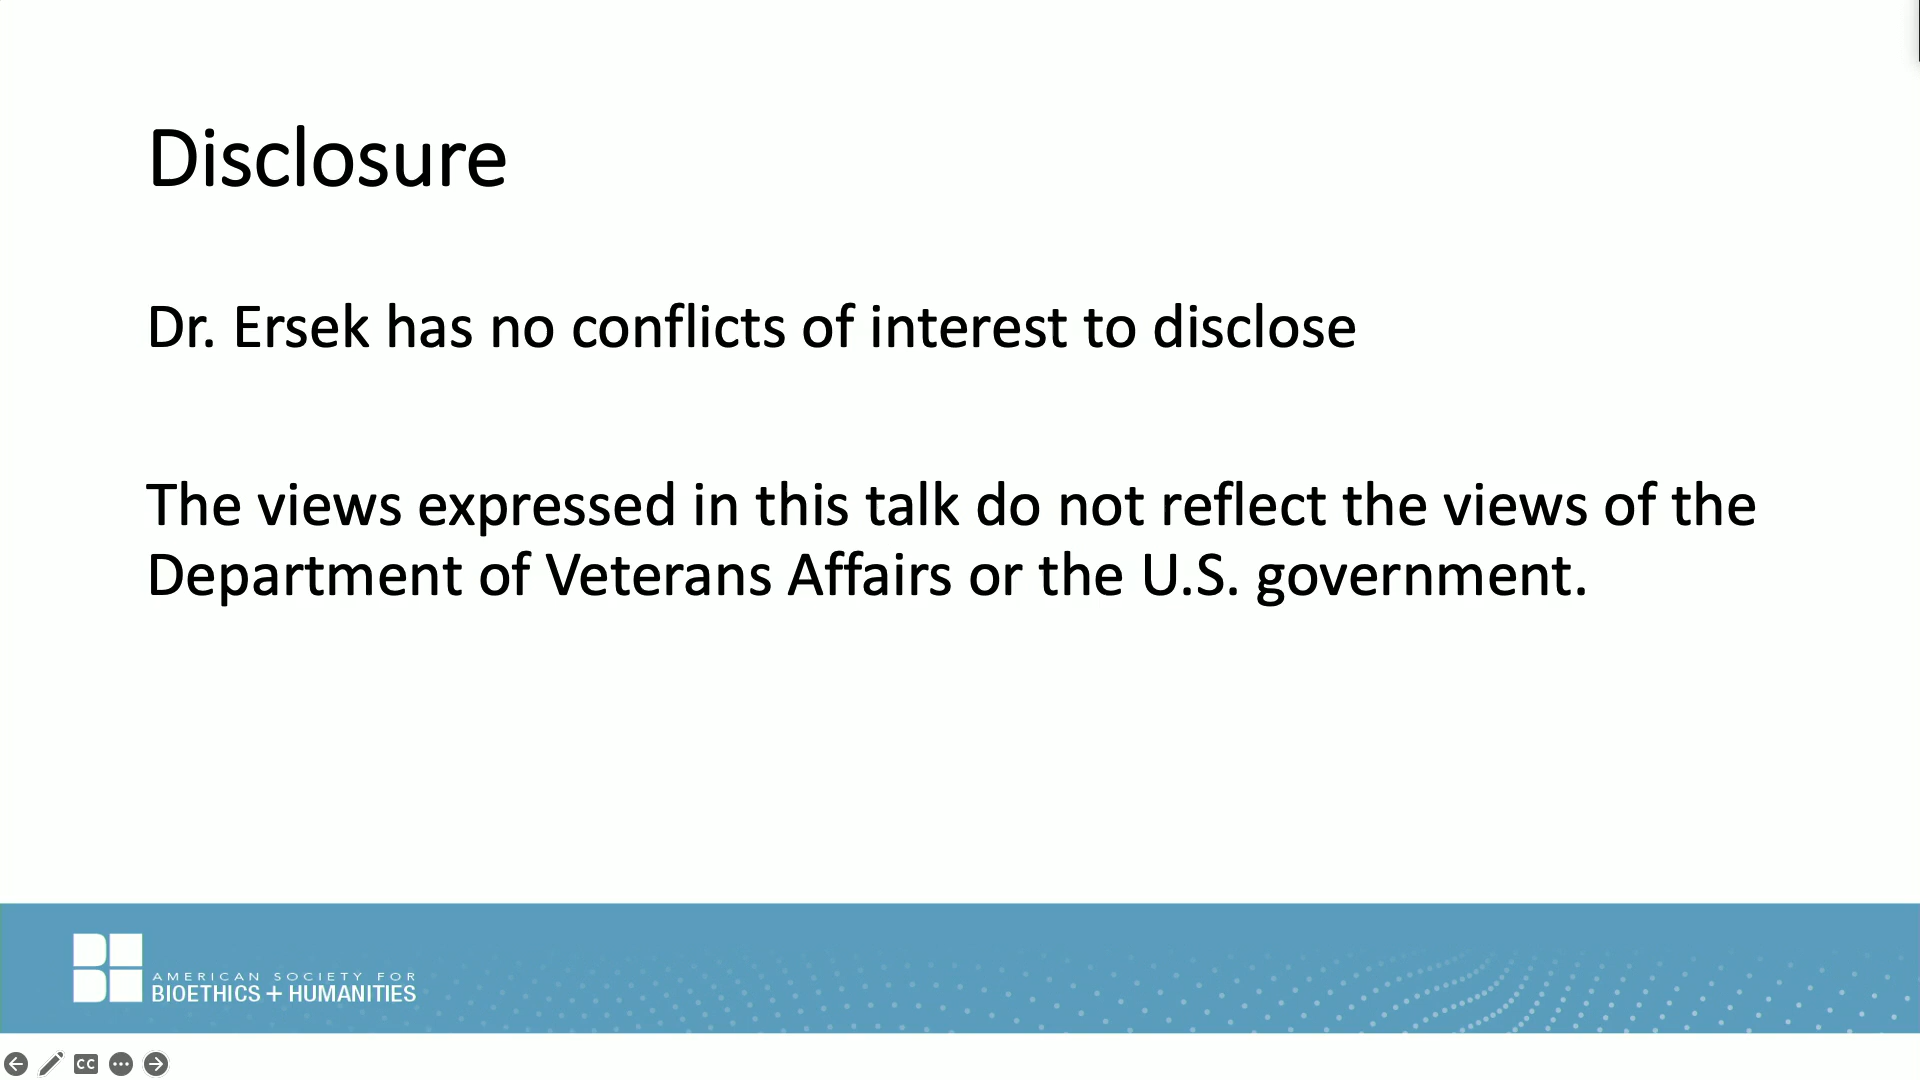 Disclosure
Dr. Ersek has no conflicts of interest to disclose
The views expressed in this talk do not reflect the views of the
Department of Veterans Affairs or the U.S. government.
AMERICAN SOCIETY FOR
BIOETHICS + HUMANITIES
CC